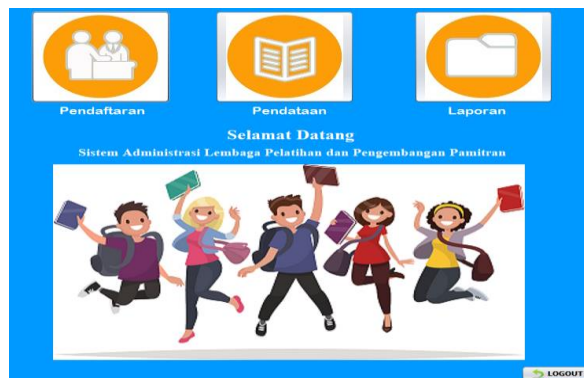 Pendaftaran
Pendataan
Laporan
Selamat Datang
Sistem Administrasi Lembaga Pelatihan dan Pengembangan Pamitran
LOGOUT